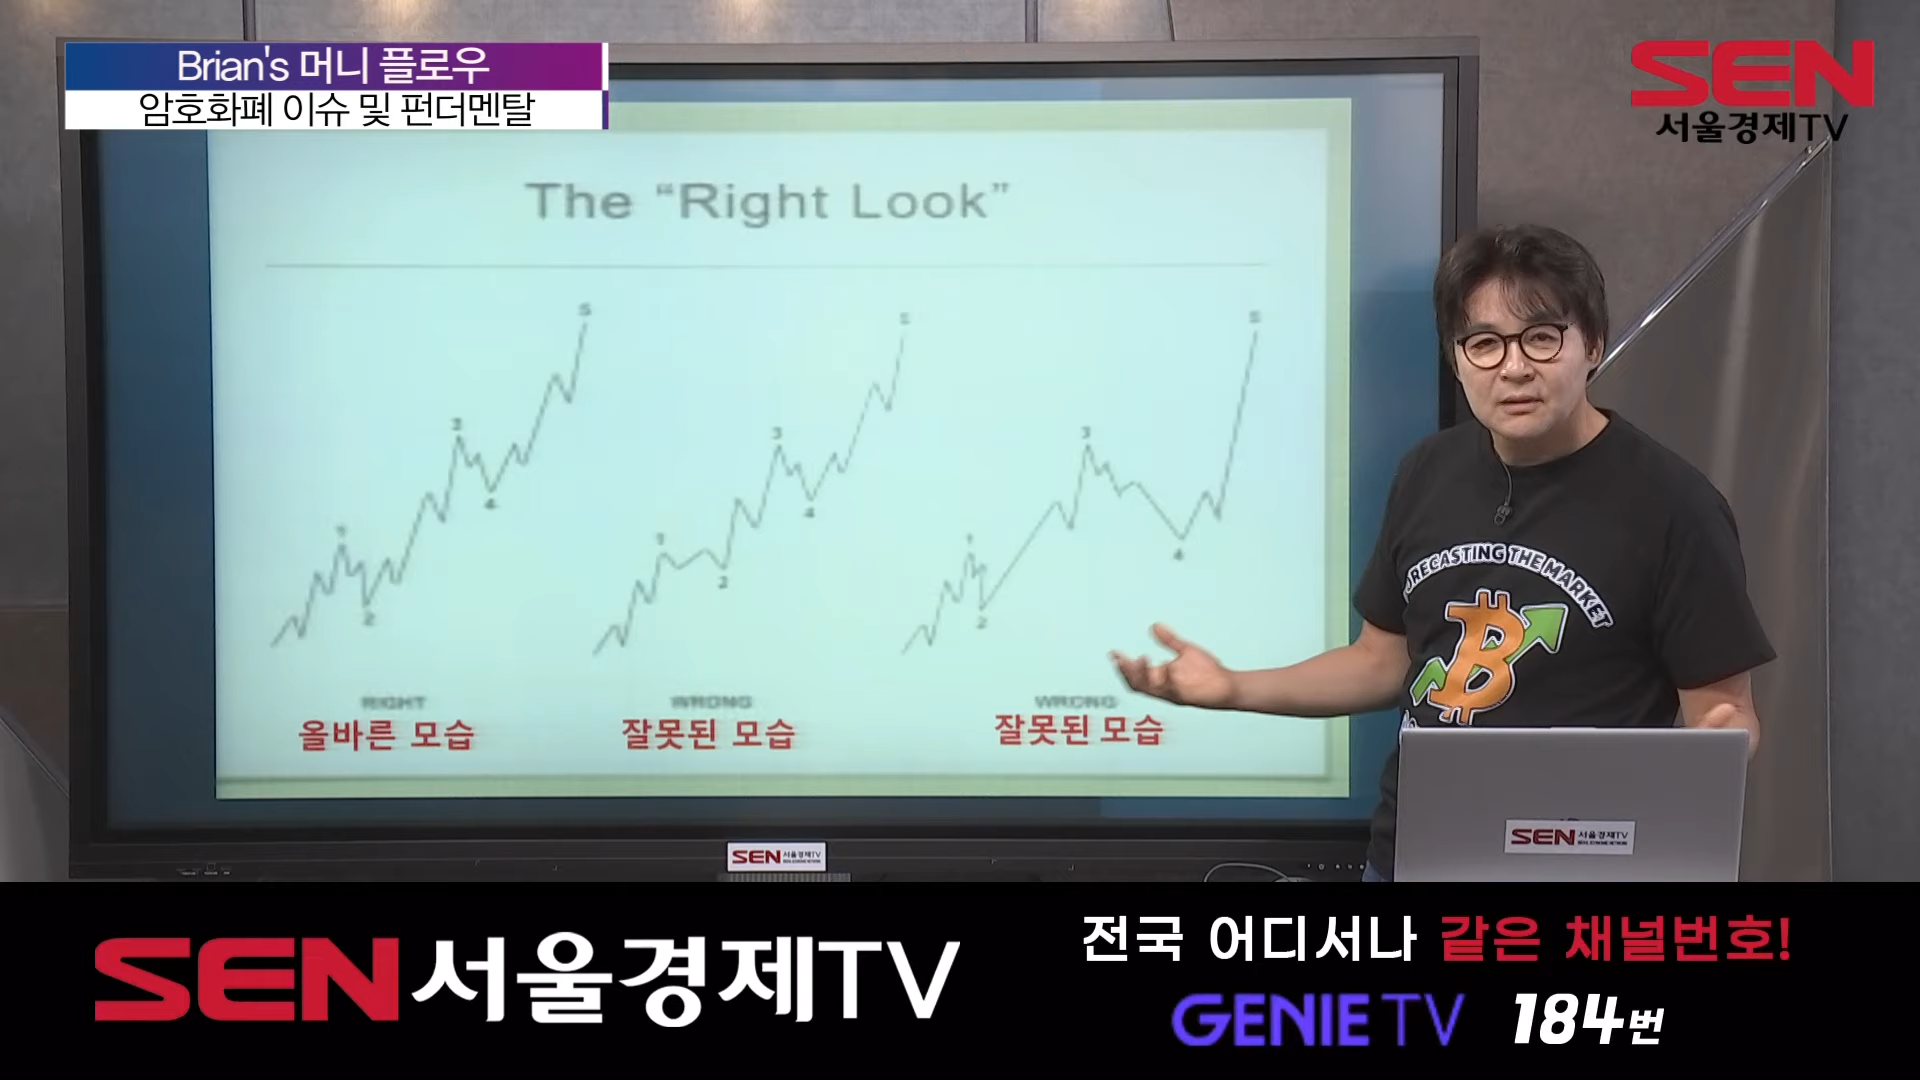 Brian's 머니 플로우
암호화폐 이슈 및 펀더멘탈
SEN
서울경제TV
The “Right Look”
5
5
5
3
3
3
4
4
4
1
1
1
2
2
2
RIGHT
WRONG
WRONG
올바른 모습
잘못된 모습
잘못된 모습
FORECASTING THE MARKET
SEN 서울경제TV
SEN 서울경제TV
SEN 서울경제TV
전국 어디서나 같은 채널번호!
GENIE TV 184번